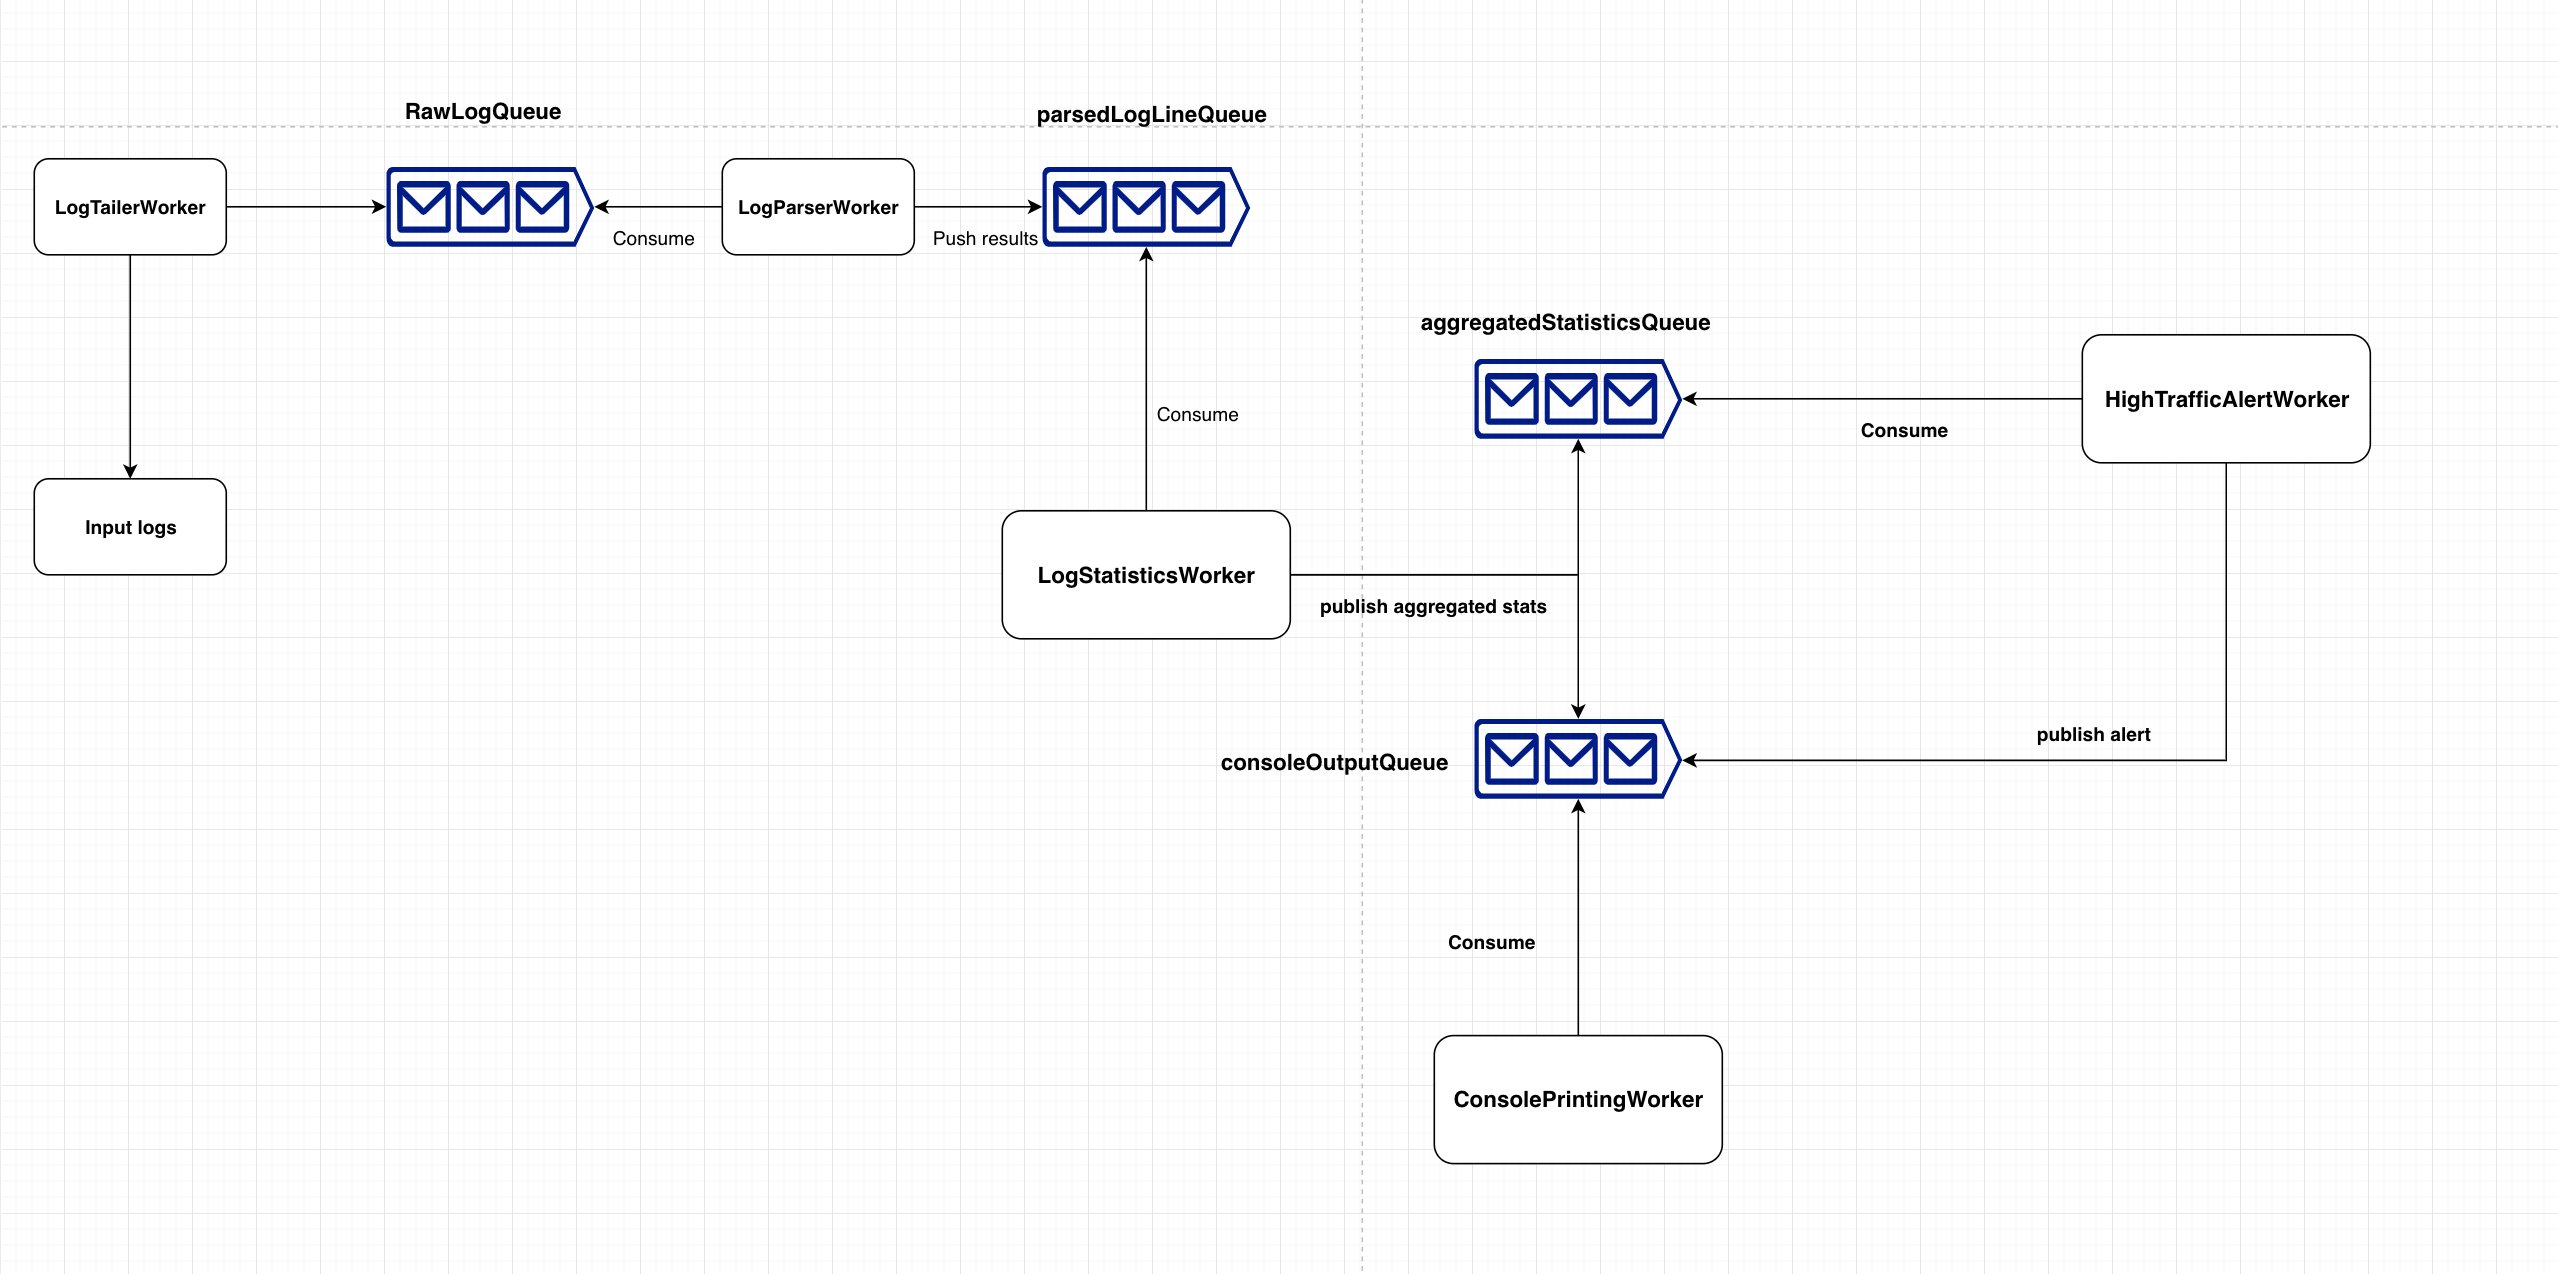 RawLogQueue
parsedLogLineQueue
LogTailerWorker
LogParserWorker
Consume
Push results
aggregatedStatisticsQueue
HighTrafficAlertWorker
Consume
Consume
Input logs
LogStatisticsWorker
publish aggregated stats
publish alert
consoleOutputQueue
Consume
ConsolePrintingWorker